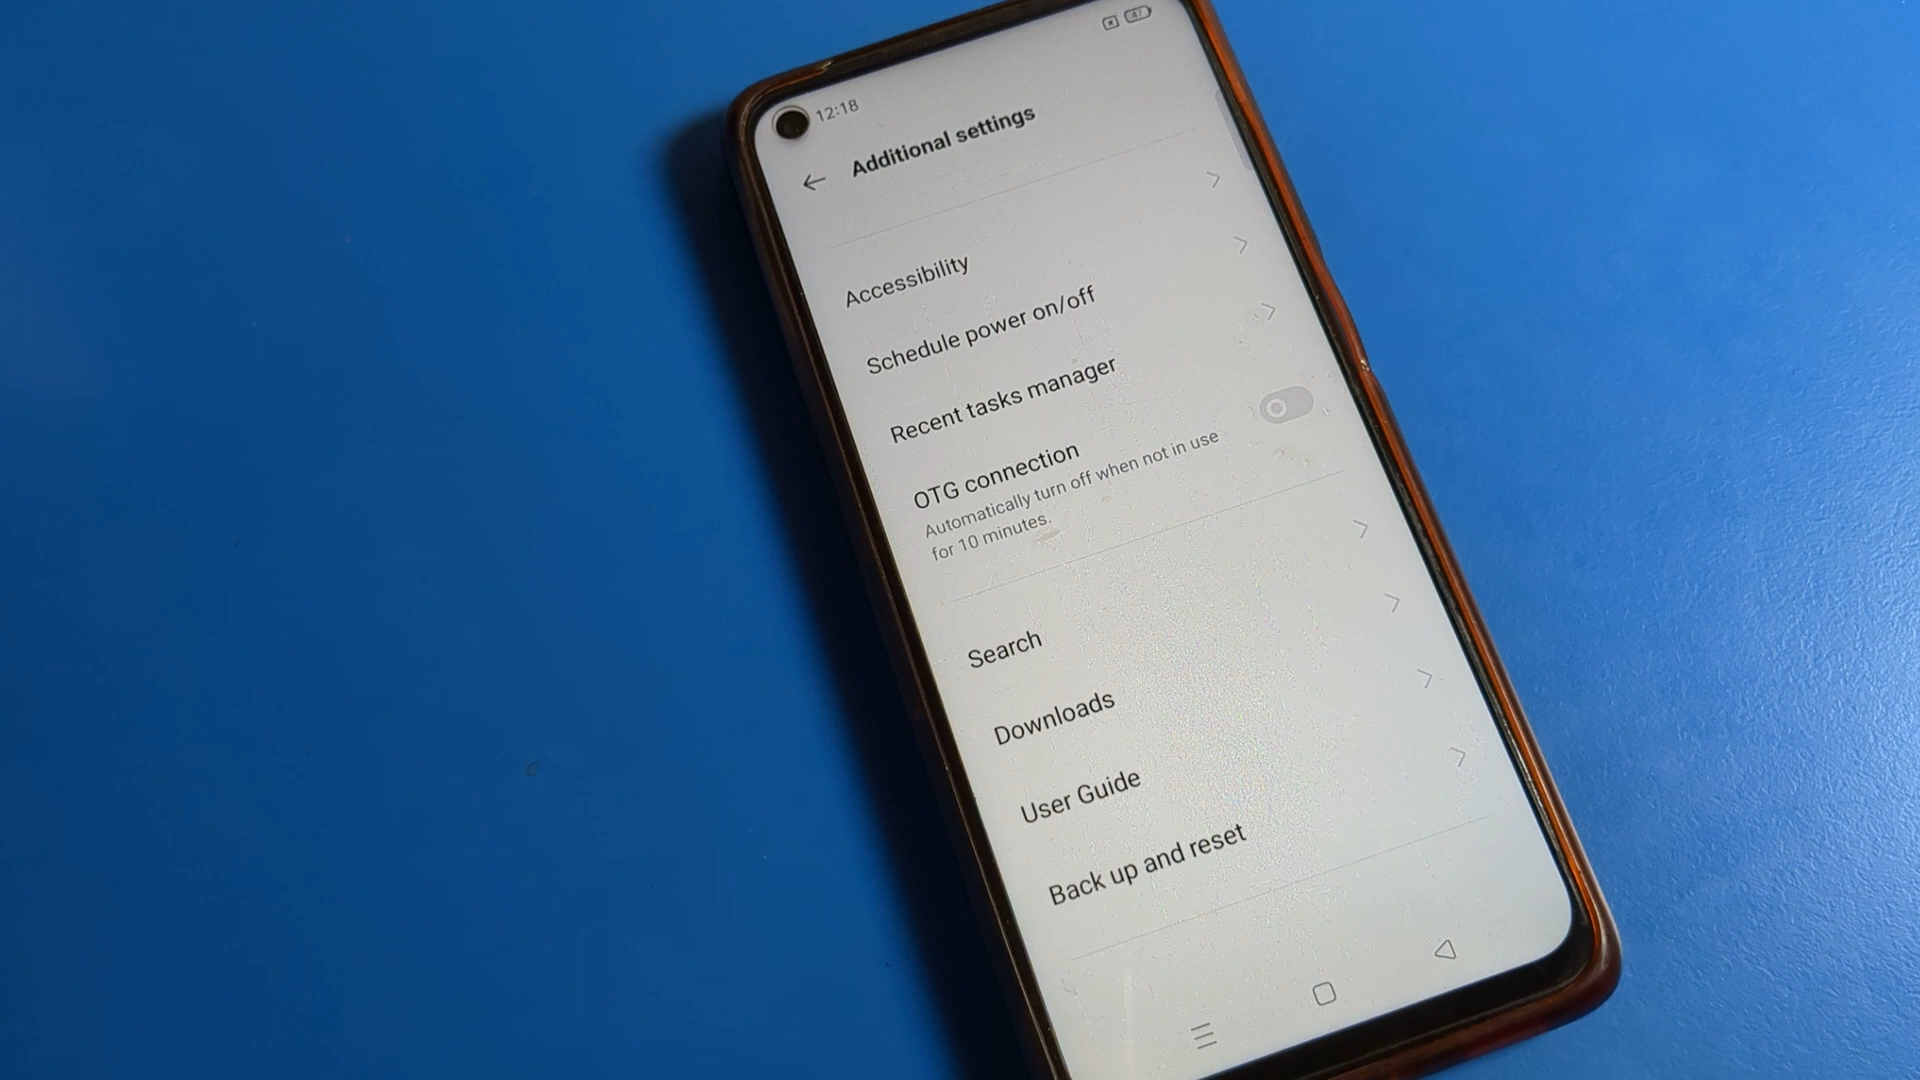 12:18
47
Additional settings
Accessibility
Schedule power on/off
Recent tasks manager
OTG connection
Automatically turn off when not in use
for 10 minutes.
Search
Downloads
User Guide
Back up and reset